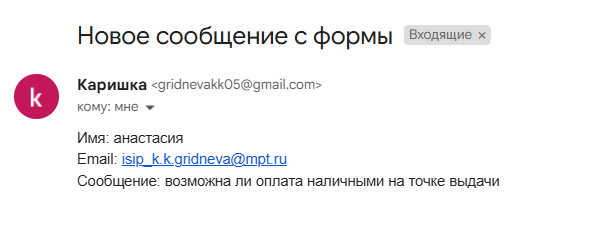 Новое сообщение с формы Входящие ×
k
Каришка <gridnevakk05@gmail.com>
кому: мне
Имя: анастасия
Email: isip_k.k.gridneva@mpt.ru
Сообщение: возможна ли оплата наличными на точке выдачи